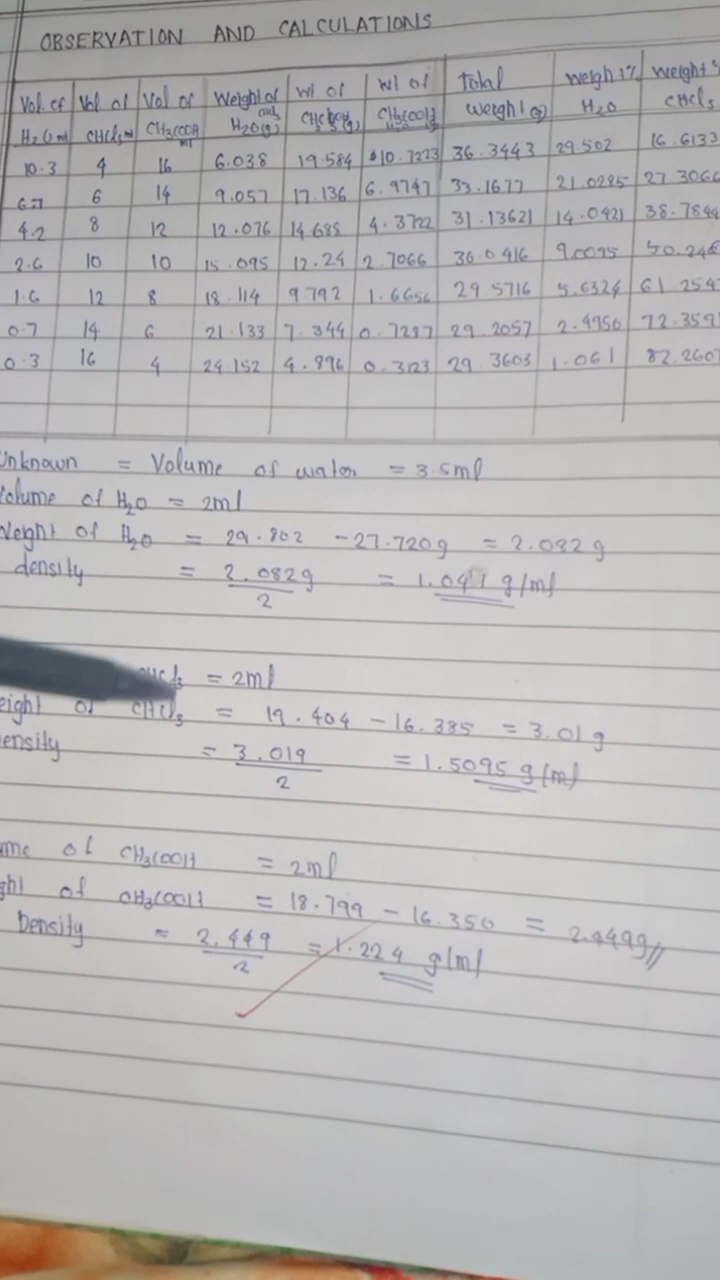 OBSERVATION AND CALCULATIONS
Vol. of H₂O ml Vol. of CHCl₃ ml Vol of CH₃COOH ml Weight of H₂O(g) wt of wt of CH₃COOH Total weight (g) weight % H₂O Weight % CHCl₃
10.3 4 16 6.038 19.584 10.7223 36.3443 29.502 16.6133
6.7 6 14 9.057 17.136 6.9747 33.1677 21.0285 27.306
4.2 8 12 12.076 14.688 4.3722 31.13621 14.0421 38.784
2.6 10 10 15.095 12.24 2.7066 30.0416 9.0095 50.246
1.6 12 8 18.114 9.792 1.6656 29.5716 5.6324 61.254
0.7 14 6 21.133 7.344 0.7287 29.2057 2.4950 72.359
0.3 16 4 24.152 4.896 0.3123 29.3603 1.061 82.260
Unknown = Volume of water = 3.5ml
Volume of H₂O = 2ml
Weight of H₂O = 29.802 - 27.720g = 2.082g
density = 2.082g / 2 = 1.041 g/ml
CHCl₃ = 2ml
eight of CHCl₃ = 19.404 - 16.385 = 3.01g
ensity = 3.019 / 2 = 1.5095 g/ml
me of CH₃COOH = 2ml
ght of CH₃COOH = 18.799 - 16.350 = 2.449g//
Density = 2.449 / 2 = 1.224 g/ml